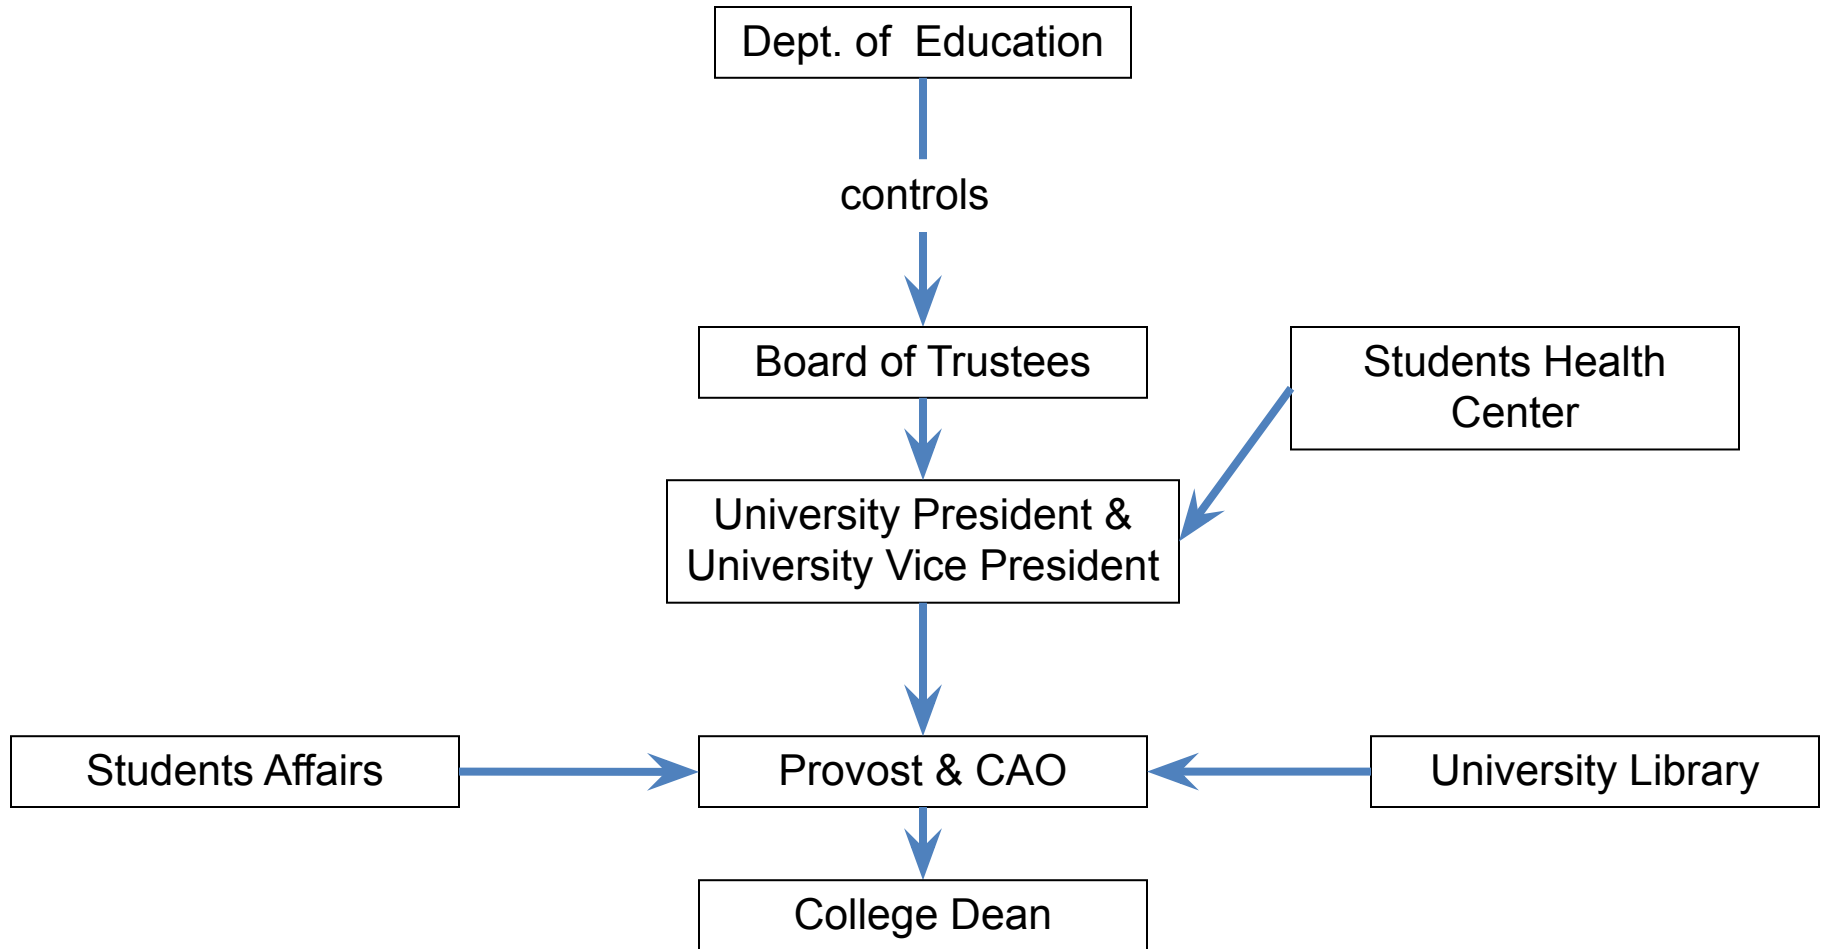 Dept. of  Education
controls
Board of Trustees
Students Health
Center
University President &
University Vice President
Students Affairs
Provost & CAO
University Library
College Dean